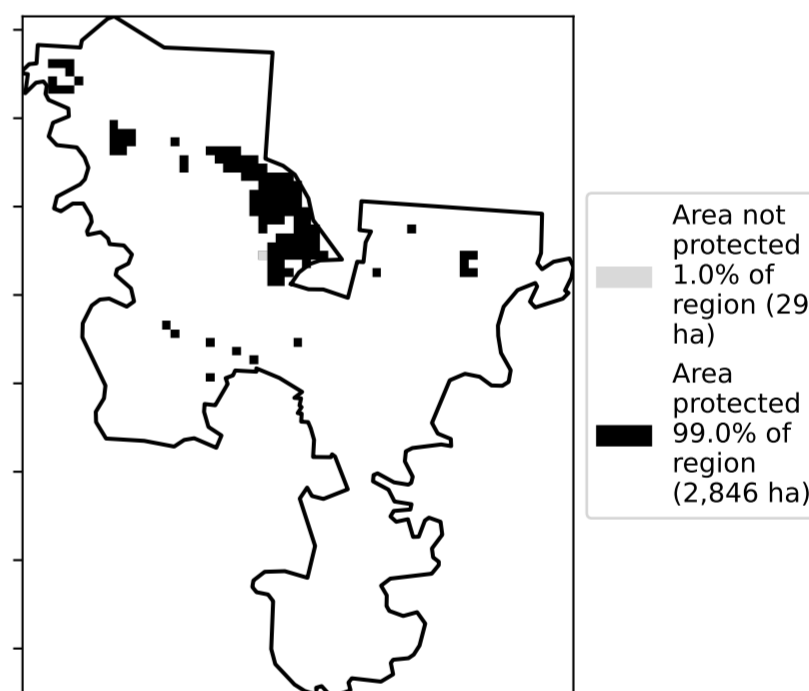 Area not
protected
1.0% of
region (29
ha)
Area
protected
99.0% of
region
(2,846 ha)